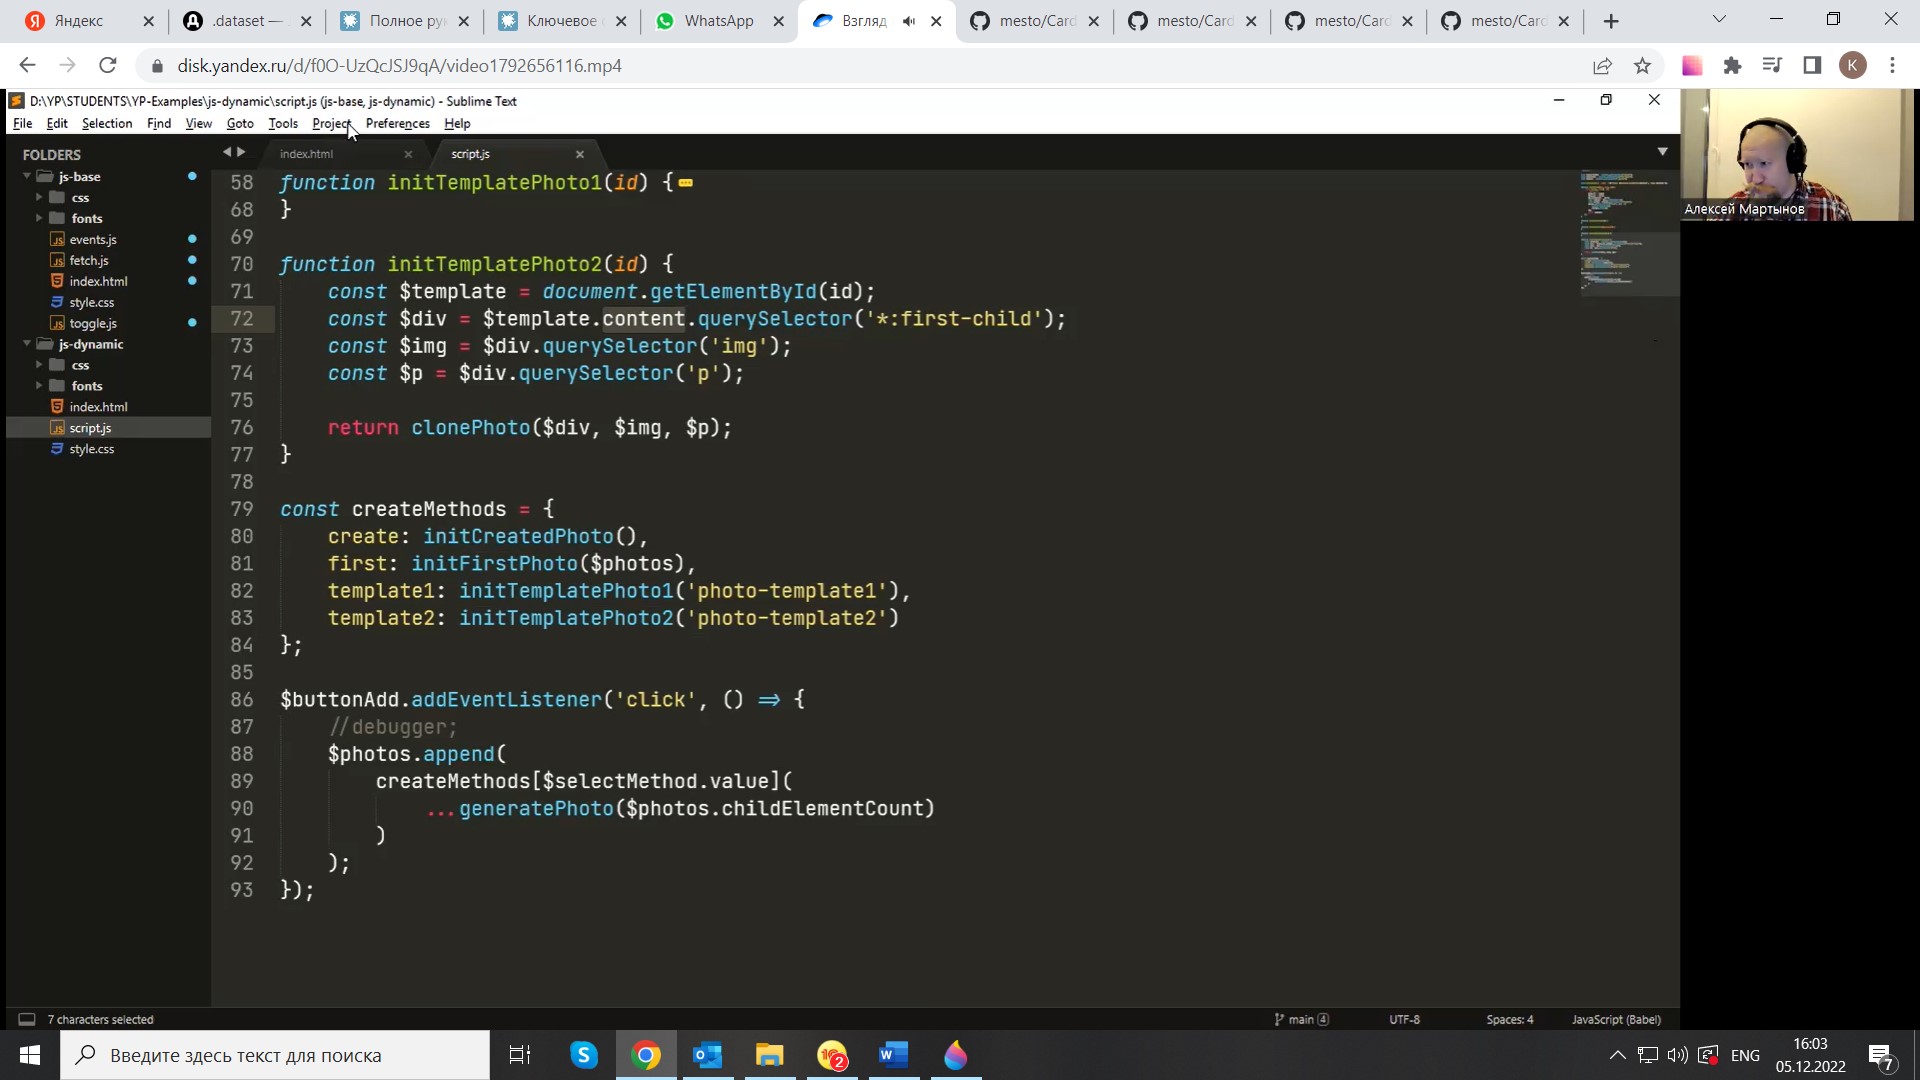 Яндекс
.dataset —
Полное рук
Ключевое с
WhatsApp
Взгляд
mesto/Card
mesto/Card
mesto/Card
mesto/Card
disk.yandex.ru/d/f0O-UzQcJSJ9qA/video1792656116.mp4
K
D:\YP\STUDENTS\YP-Examples\js-dynamic\script.js (js-base, js-dynamic) - Sublime Text
File Edit Selection Find View Goto Tools Project Preferences Help
FOLDERS
js-base
css
fonts
events.js
fetch.js
index.html
style.css
toggle.js
js-dynamic
css
fonts
index.html
script.js
style.css
index.html
script.js
58 function initTemplatePhoto1(id) {
68 }
69
70 function initTemplatePhoto2(id) {
71 const $template = document.getElementById(id);
72 const $div = $template.content.querySelector('*:first-child');
73 const $img = $div.querySelector('img');
74 const $p = $div.querySelector('p');
75
76 return clonePhoto($div, $img, $p);
77 }
78
79 const createMethods = {
80 create: initCreatedPhoto(),
81 first: initFirstPhoto($photos),
82 template1: initTemplatePhoto1('photo-template1'),
83 template2: initTemplatePhoto2('photo-template2')
84 };
85
86 $buttonAdd.addEventListener('click', () => {
87 //debugger;
88 $photos.append(
89 createMethods[$selectMethod.value](
90 ...generatePhoto($photos.childElementCount)
91 )
92 );
93 });
Алексей Мартынов
7 characters selected
main 4
UTF-8
Spaces: 4
JavaScript (Babel)
Введите здесь текст для поиска
2
ENG
16:03
05.12.2022
7